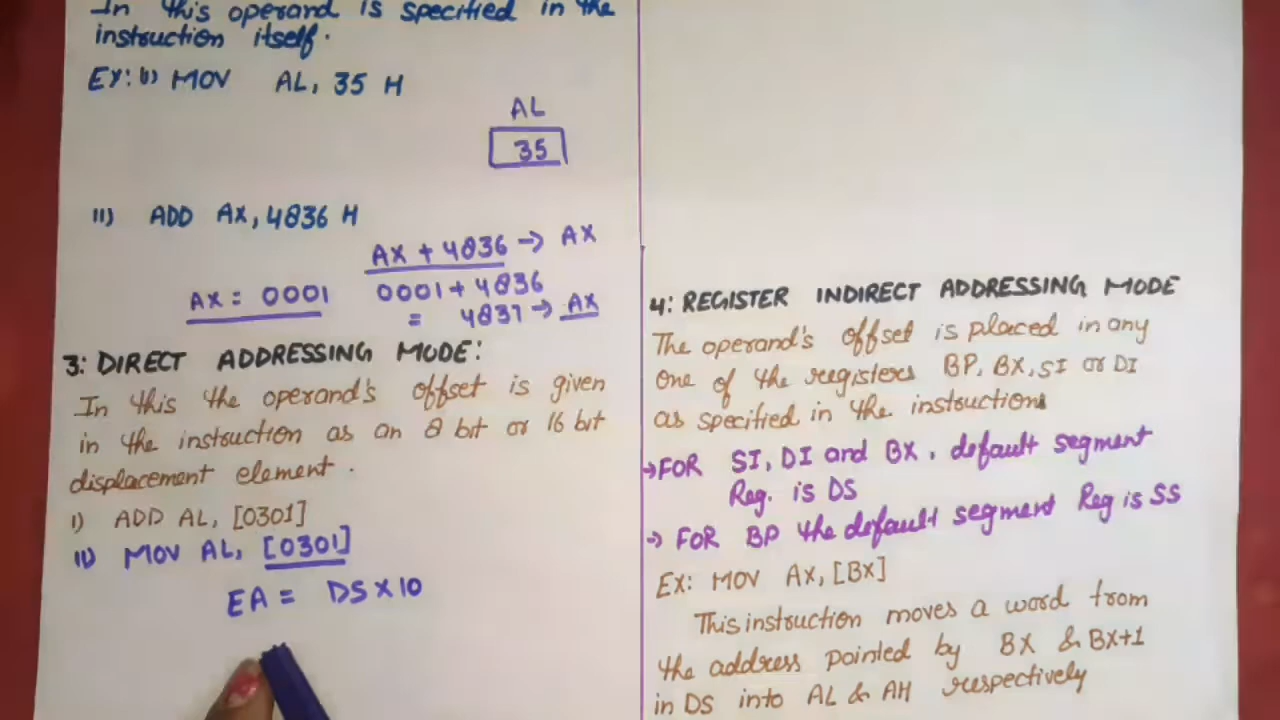 In this operand is specified in the
instruction itself.
Ex: i) MOV AL, 35 H
AL
35
ii) ADD AX, 4836 H
AX + 4836 → AX
AX = 0001
0001 + 4836
= 4837 → AX
3: DIRECT ADDRESSING MODE:
In this the operand's offset is given
in the instruction as an 8 bit or 16 bit
displacement element.
i) ADD AL, [0301]
ii) MOV AL, [0301]
EA = DS × 10
4: REGISTER INDIRECT ADDRESSING MODE
The operand's offset is placed in any
one of the registers BP, BX, SI or DI
as specified in the instructions
→ FOR SI, DI and BX, default segment
Reg. is DS
→ FOR BP the default segment Reg is SS
Ex: MOV AX, [BX]
This instruction moves a word from
the address pointed by BX & BX+1
in DS into AL & AH respectively